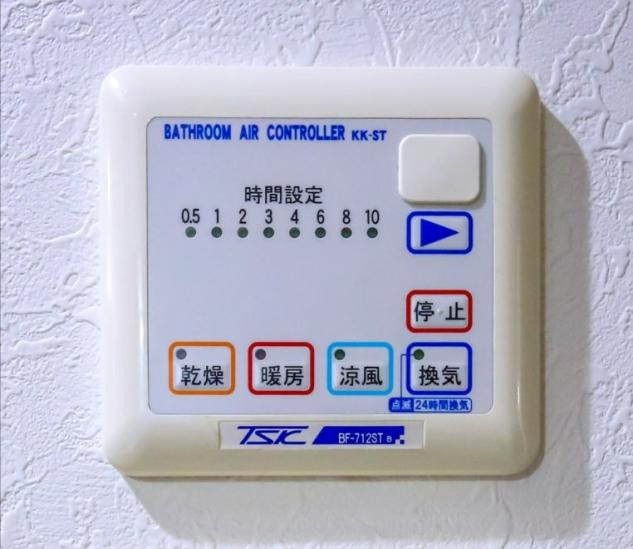 BATHROOM AIR CONTROLLER KK-ST
時間設定
0.5 1 2 3 4 6 8 10
停止
乾燥 暖房 涼風 換気
点滅 24時間換気
TSK BF-712ST B